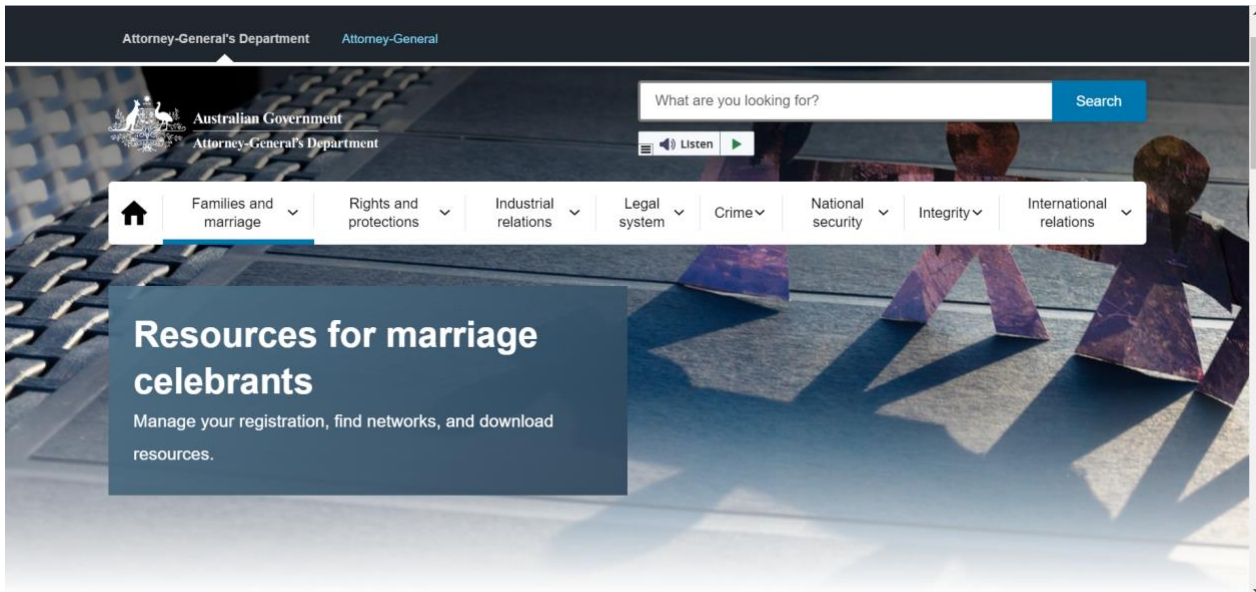 Attorney-General's Department Attorney-General
Australian Government
Attorney-General's Department
What are you looking for? Search
Listen
Families and marriage
Rights and protections
Industrial relations
Legal system
Crime
National security
Integrity
International relations
Resources for marriage
celebrants
Manage your registration, find networks, and download
resources.